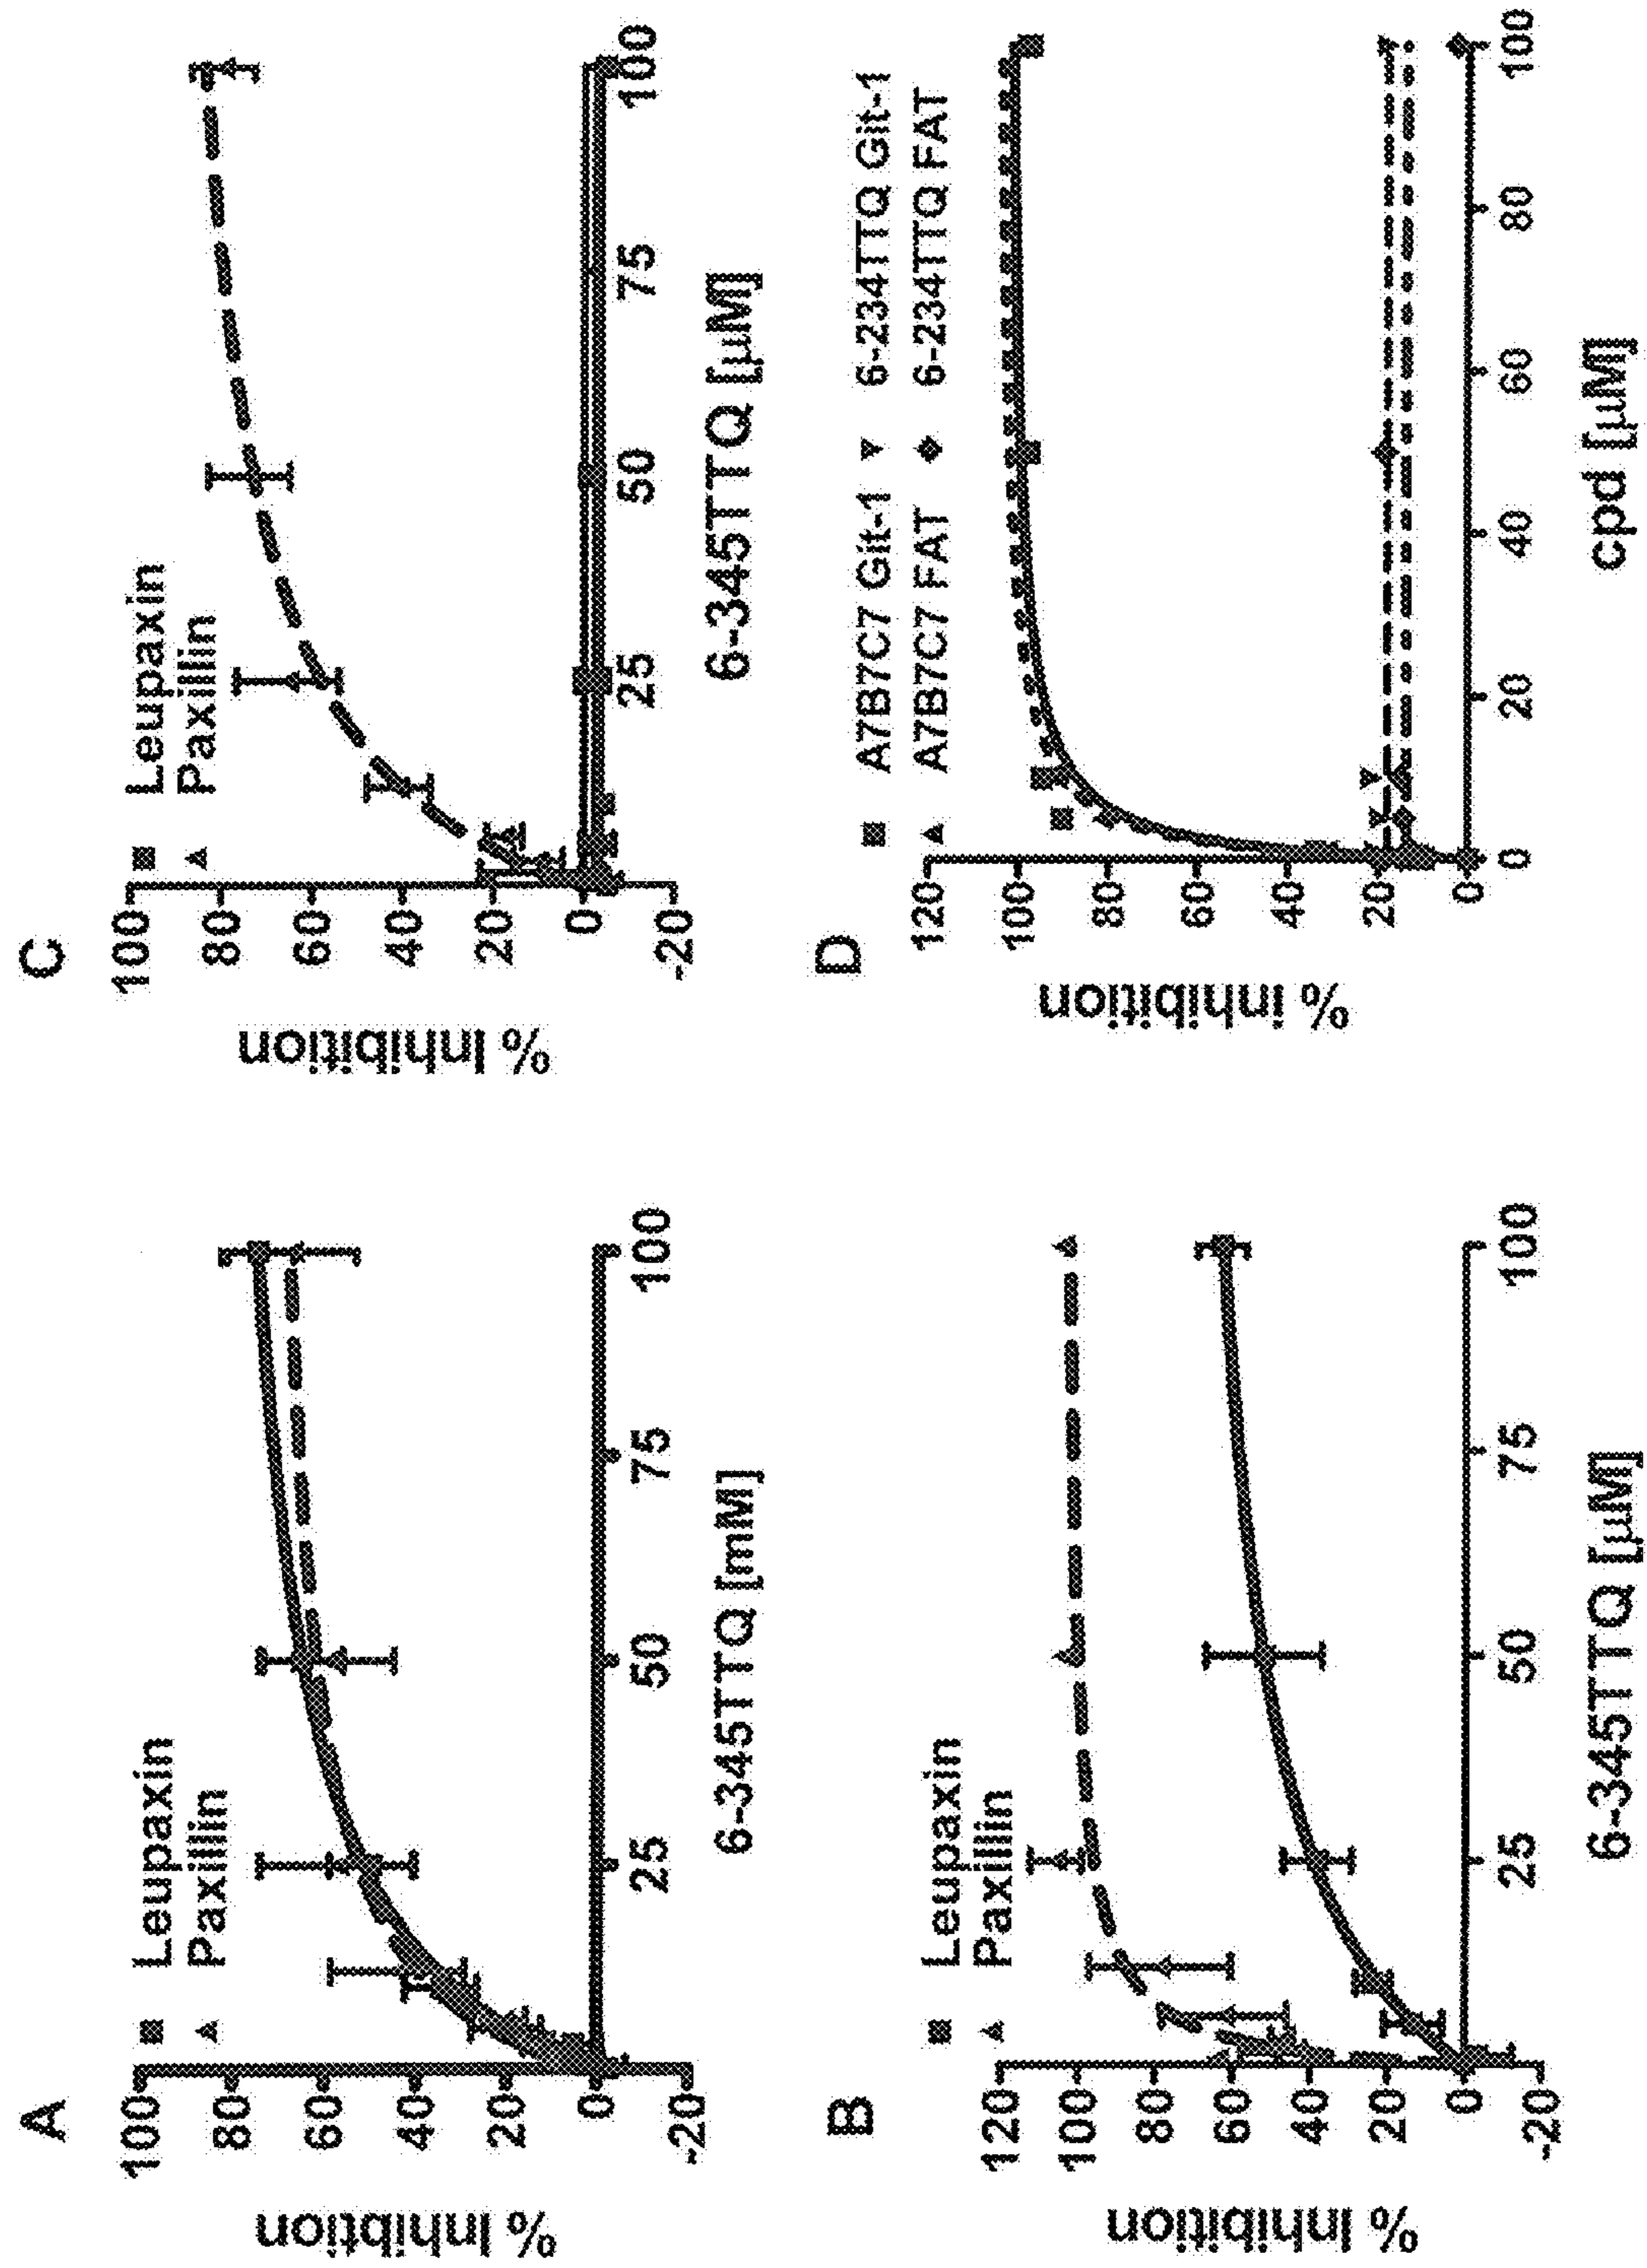 A
% Inhibtion
100
80
60
40
20
0
-20
Leupaxin
Paxillin
25
50
75
100
6-345TTQ [mM]
B
% Inhibition
120
100
80
60
40
20
0
-20
Leupaxin
Paxillin
25
50
75
100
6-345TTQ [µM]
C
% Inhibition
100
80
60
40
20
0
-20
Leupaxin
Paxillin
25
50
75
100
6-345TTQ [µM]
D
% inhibition
120
100
80
60
40
20
0
A7B7C7 Git-1
6-234TTQ Git-1
A7B7C7 FAT
6-234TTQ FAT
0
20
40
60
80
100
cpd [µM]